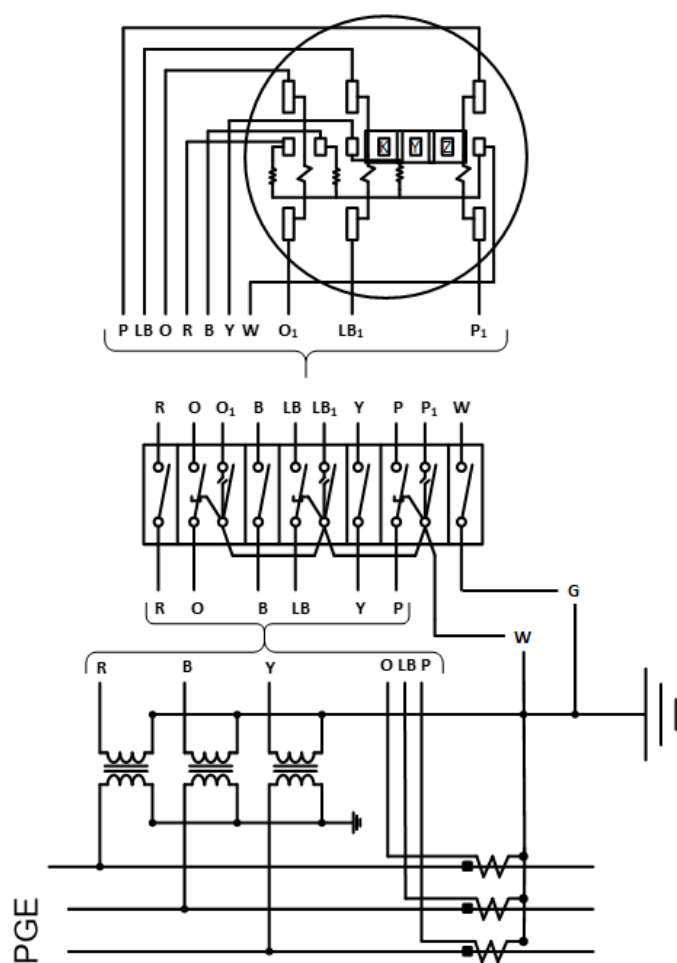 X Y Z
P LB O R B Y W O₁ LB₁ P₁
R O O₁ B LB LB₁ Y P P₁ W
G
R O B LB Y P
W
R B Y O LB P
PGE